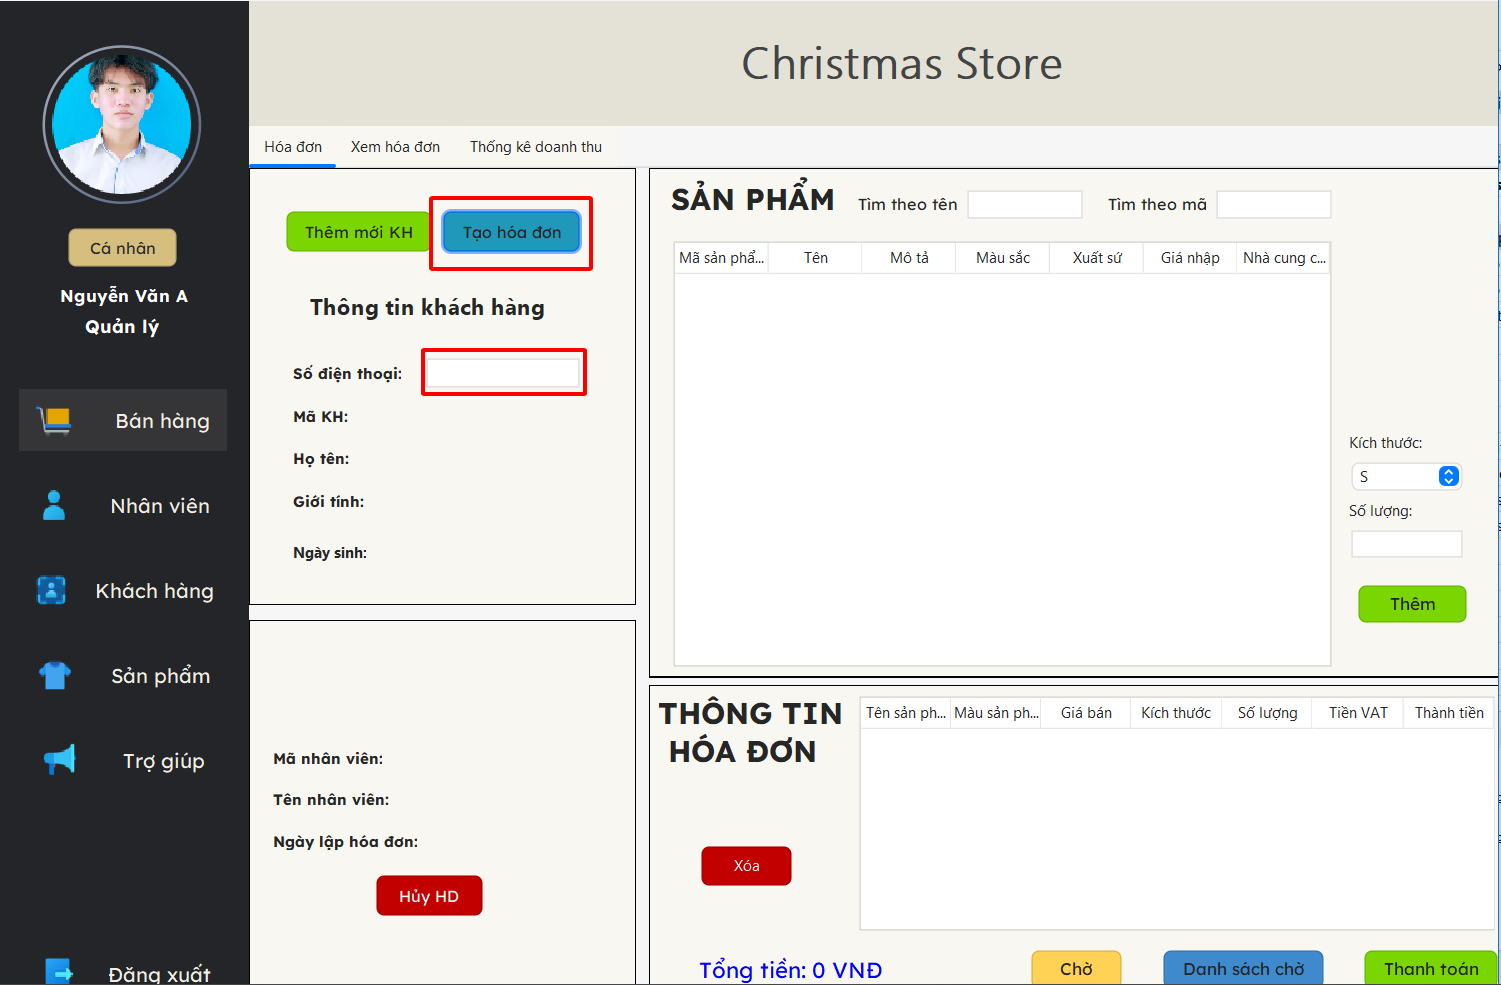 Christmas Store
Cá nhân
Nguyễn Văn A
Quản lý
Bán hàng
Nhân viên
Khách hàng
Sản phẩm
Trợ giúp
Đăng xuất
Hóa đơn Xem hóa đơn Thống kê doanh thu
Thêm mới KH Tạo hóa đơn
Thông tin khách hàng
Số điện thoại:
Mã KH:
Họ tên:
Giới tính:
Ngày sinh:
Mã nhân viên:
Tên nhân viên:
Ngày lập hóa đơn:
Hủy HD
SẢN PHẨM Tìm theo tên Tìm theo mã
Mã sản phẩ... Tên Mô tả Màu sắc Xuất sứ Giá nhập Nhà cung c...
Kích thước:
S
Số lượng:
Thêm
THÔNG TIN
HÓA ĐƠN
Tên sản ph... Màu sản ph... Giá bán Kích thước Số lượng Tiền VAT Thành tiền
Xóa
Tổng tiền: 0 VNĐ
Chờ Danh sách chờ Thanh toán